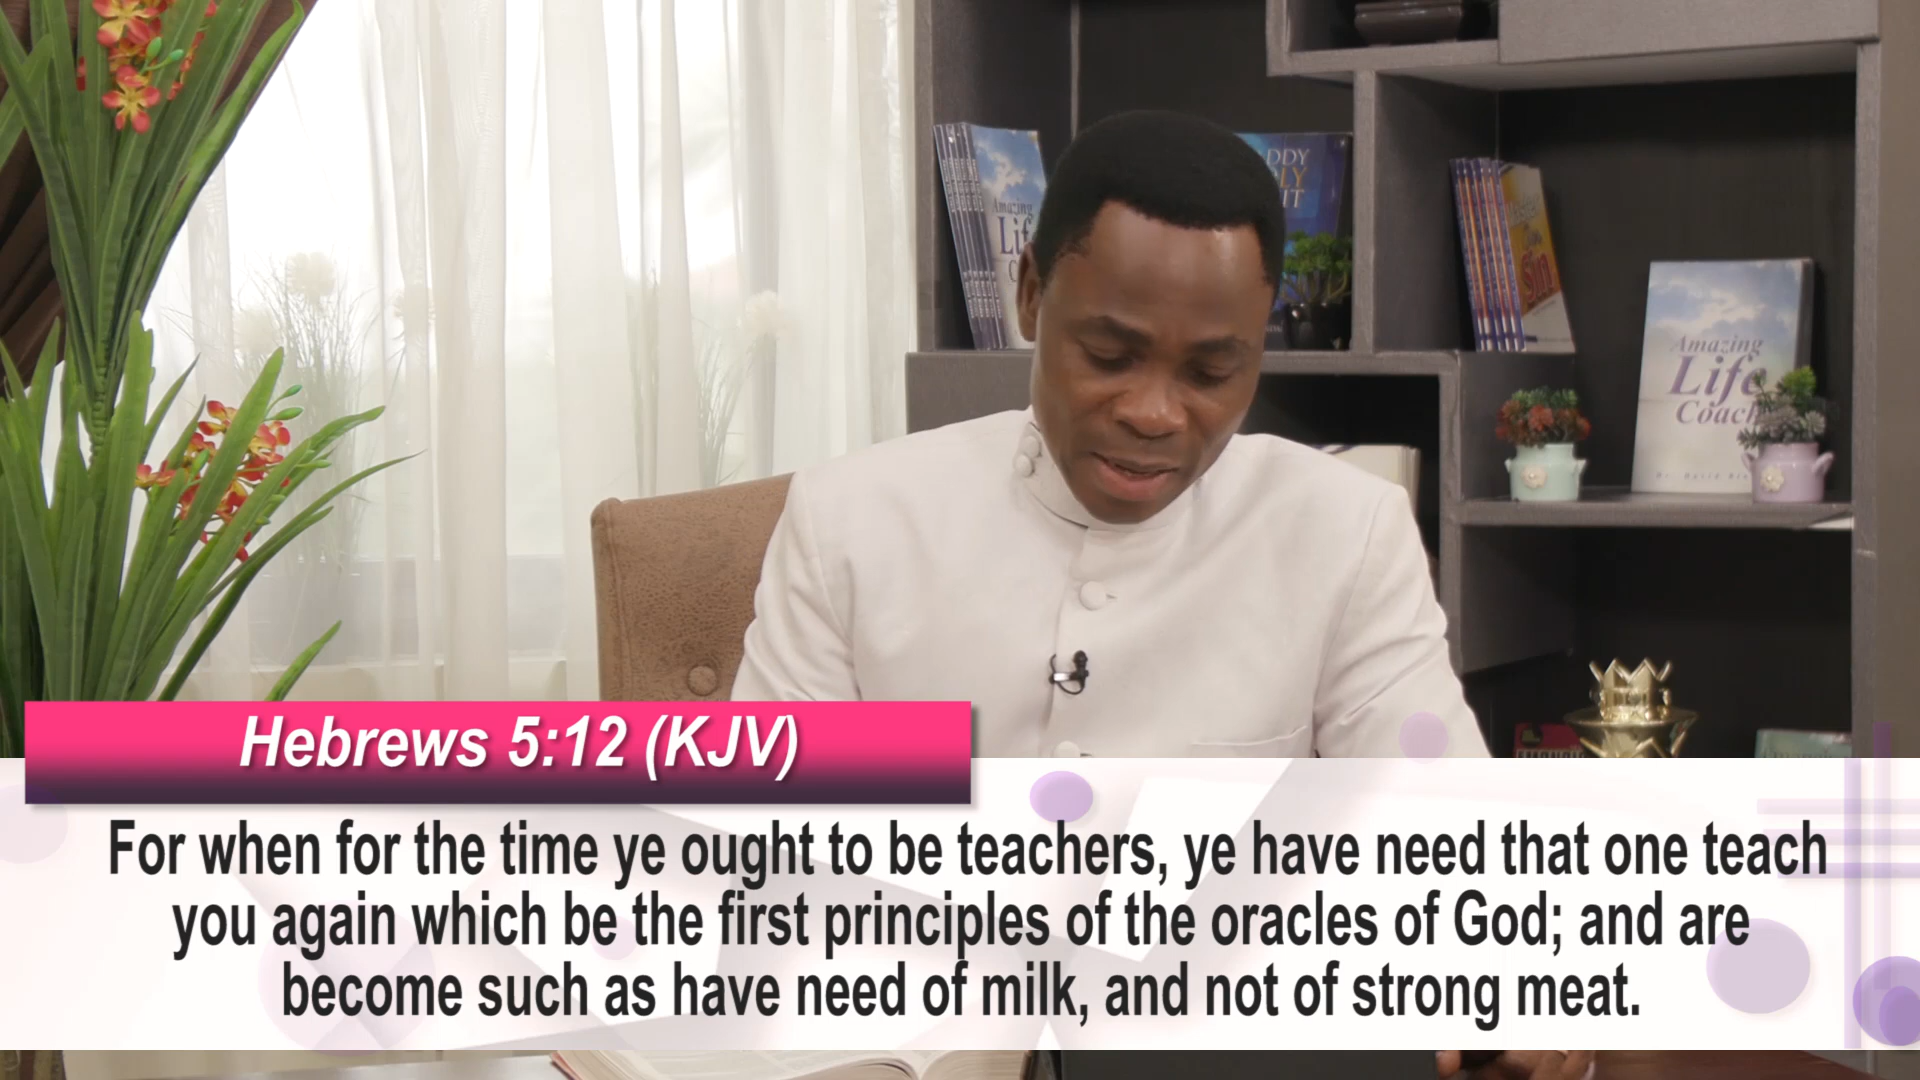 Amazing
Life
Coach
Amazing
Hebrews 5:12 (KJV)
For when for the time ye ought to be teachers, ye have need that one teach
you again which be the first principles of the oracles of God; and are
become such as have need of milk, and not of strong meat.